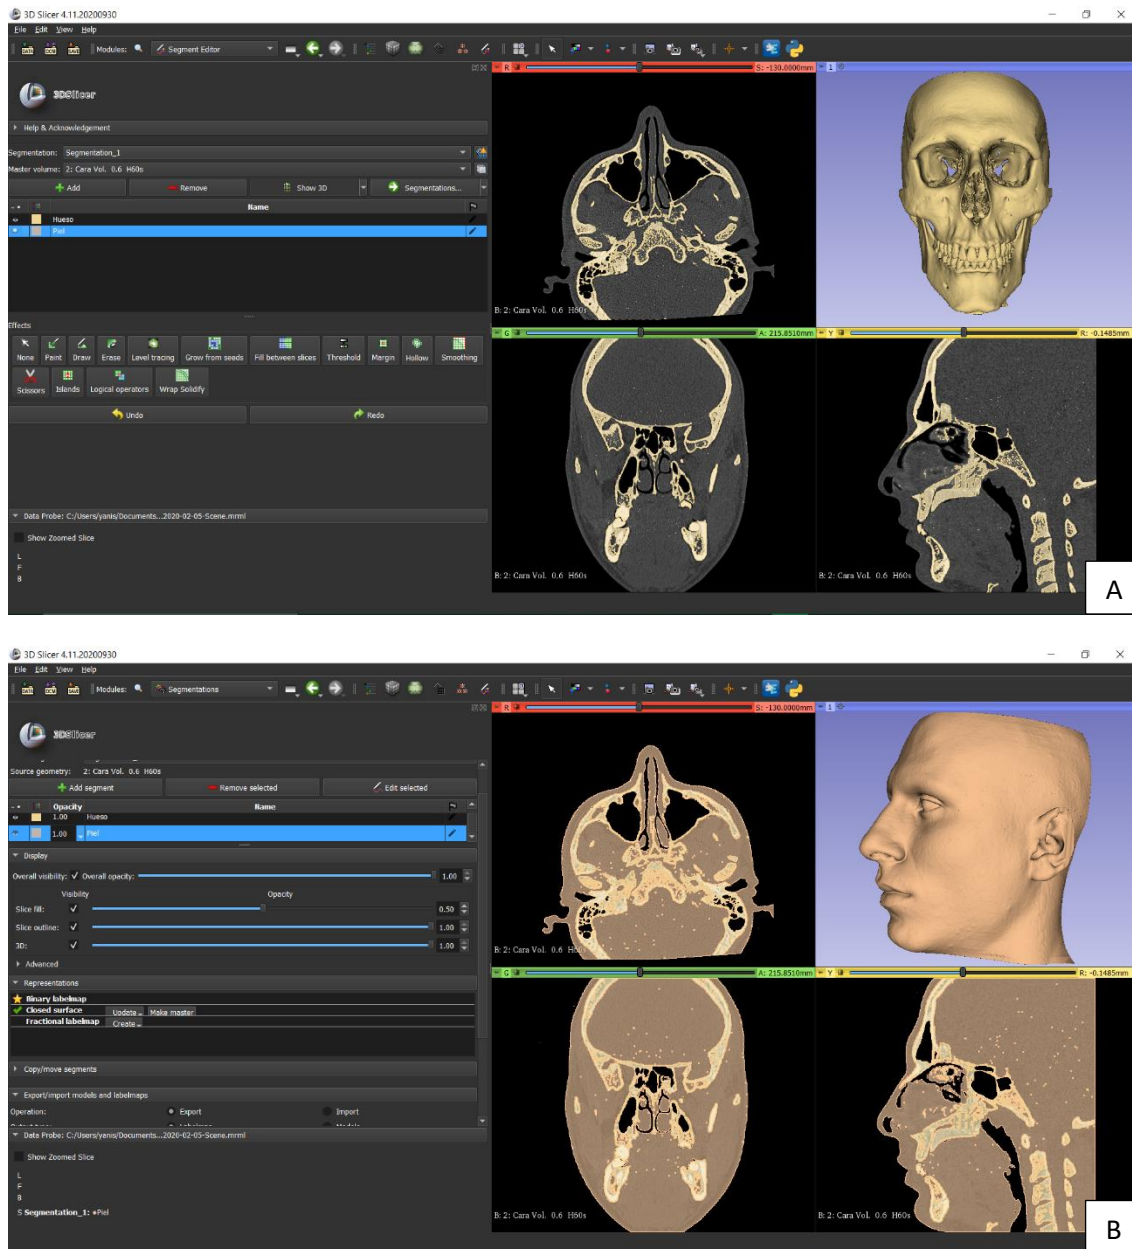 3D Slicer 4.11.20200930
File Edit View Help
Modules: Segment Editor
R S: -130.0000mm 1
3DSlicer
Help & Acknowledgement
Segmentation: Segmentation_1
Master volume: 2: Cara Vol. 0.6 H60s
Add Remove Show 3D Segmentations...
Name
Hueso
Piel
B: 2: Cara Vol. 0.6 H60s
Effects
G A: 215.8510mm Y R: -0.1485mm
None Paint Draw Erase Level tracing Grow from seeds Fill between slices Threshold Margin Hollow Smoothing
Scissors Islands Logical operators Wrap Solidify
Undo Redo
Data Probe: C:/Users/yanis/Documents...2020-02-05-Scene.mrml
Show Zoomed Slice
L
F
B
B: 2: Cara Vol. 0.6 H60s B: 2: Cara Vol. 0.6 H60s
A
3D Slicer 4.11.20200930
File Edit View Help
Modules: Segmentations
R S: -130.0000mm 1
3DSlicer
Source geometry: 2: Cara Vol. 0.6 H60s
Add segment Remove selected Edit selected
Opacity Name
1.00 Hueso
1.00 Piel
Display
Overall visibility: Overall opacity: 1.00
Visibility Opacity
Slice fill: 0.50
Slice outline: 1.00
3D: 1.00
B: 2: Cara Vol. 0.6 H60s
Advanced
G A: 215.8510mm Y R: -0.1485mm
Representations
Binary labelmap
Closed surface Update Make master
Fractional labelmap Create
Copy/move segments
Export/import models and labelmaps
Operation: Export Import
Data Probe: C:/Users/yanis/Documents...2020-02-05-Scene.mrml
Show Zoomed Slice
L
F
B
S Segmentation_1: Piel
B: 2: Cara Vol. 0.6 H60s B: 2: Cara Vol. 0.6 H60s
B